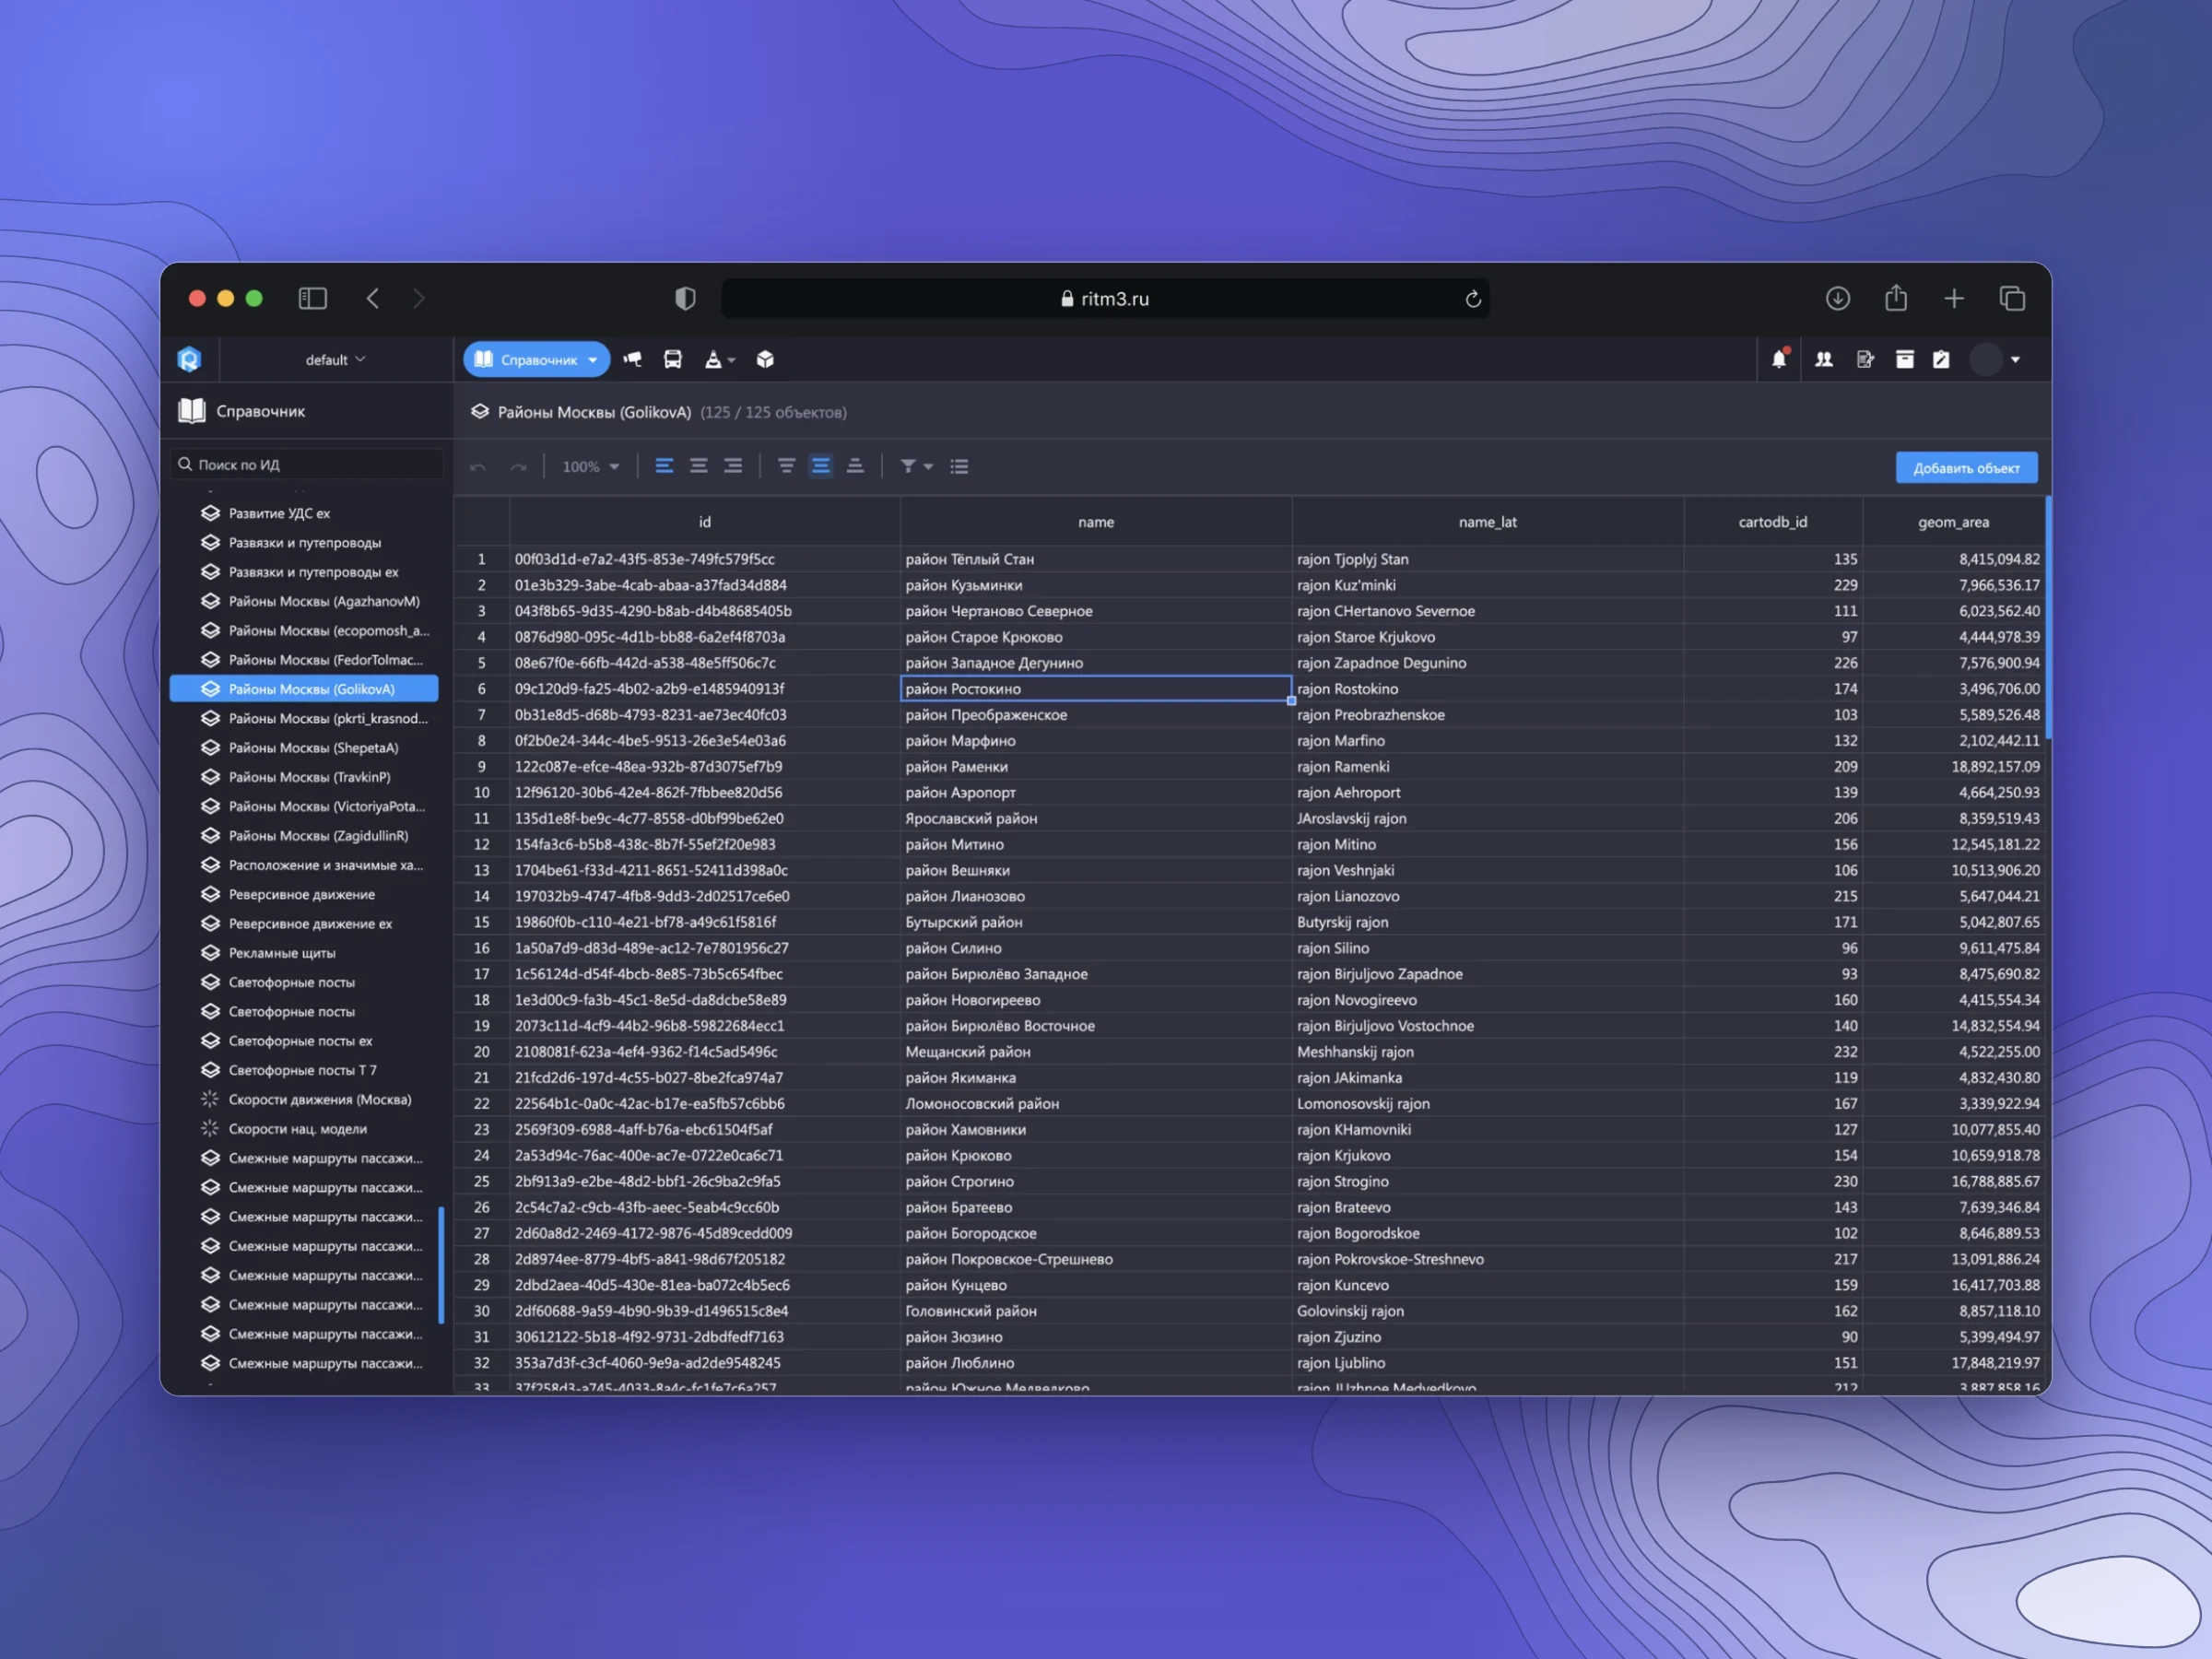 ritm3.ru
default
Справочник
Справочник
Районы Москвы (GolikovA) (125 / 125 объектов)
Поиск по ИД
100%
Добавить объект
Развитие УДС ex
Развязки и путепроводы
Развязки и путепроводы ex
Районы Москвы (AgazhanovM)
Районы Москвы (ecopomosh_a...
Районы Москвы (FedorTolmac...
Районы Москвы (GolikovA)
Районы Москвы (pkrti_krasnod...
Районы Москвы (ShepetaA)
Районы Москвы (TravkinP)
Районы Москвы (VictoriyaPota...
Районы Москвы (ZagidullinR)
Расположение и значимые ха...
Реверсивное движение
Реверсивное движение ex
Рекламные щиты
Светофорные посты
Светофорные посты
Светофорные посты ex
Светофорные посты Т 7
Скорости движения (Москва)
Скорости нац. модели
Смежные маршруты пассажи...
Смежные маршруты пассажи...
Смежные маршруты пассажи...
Смежные маршруты пассажи...
Смежные маршруты пассажи...
Смежные маршруты пассажи...
Смежные маршруты пассажи...
Смежные маршруты пассажи...
id name name_lat cartodb_id geom_area
1 00f03d1d-e7a2-43f5-853e-749fc579f5cc район Тёплый Стан rajon Tjoplyj Stan 135 8,415,094.82
2 01e3b329-3abe-4cab-abaa-a37fad34d884 район Кузьминки rajon Kuz'minki 229 7,966,536.17
3 043f8b65-9d35-4290-b8ab-d4b48685405b район Чертаново Северное rajon CHertanovo Severnoe 111 6,023,562.40
4 0876d980-095c-4d1b-bb88-6a2ef4f8703a район Старое Крюково rajon Staroe Krjukovo 97 4,444,978.39
5 08e67f0e-66fb-442d-a538-48e5ff506c7c район Западное Дегунино rajon Zapadnoe Degunino 226 7,576,900.94
6 09c120d9-fa25-4b02-a2b9-e1485940913f район Ростокино rajon Rostokino 174 3,496,706.00
7 0b31e8d5-d68b-4793-8231-ae73ec40fc03 район Преображенское rajon Preobrazhenskoe 103 5,589,526.48
8 0f2b0e24-344c-4be5-9513-26e3e54e03a6 район Марфино rajon Marfino 132 2,102,442.11
9 122c087e-efce-48ea-932b-87d3075ef7b9 район Раменки rajon Ramenki 209 18,892,157.09
10 12f96120-30b6-42e4-862f-7fbbee820d56 район Аэропорт rajon Aehroport 139 4,664,250.93
11 135d1e8f-be9c-4c77-8558-d0bf99be62e0 Ярославский район JAroslavskij rajon 206 8,359,519.43
12 154fa3c6-b5b8-438c-8b7f-55ef2f20e983 район Митино rajon Mitino 156 12,545,181.22
13 1704be61-f33d-4211-8651-52411d398a0c район Вешняки rajon Veshnjaki 106 10,513,906.20
14 197032b9-4747-4fb8-9dd3-2d02517ce6e0 район Лианозово rajon Lianozovo 215 5,647,044.21
15 19860f0b-c110-4e21-bf78-a49c61f5816f Бутырский район Butyrskij rajon 171 5,042,807.65
16 1a50a7d9-d83d-489e-ac12-7e7801956c27 район Силино rajon Silino 96 9,611,475.84
17 1c56124d-d54f-4bcb-8e85-73b5c654fbec район Бирюлёво Западное rajon Birjuljovo Zapadnoe 93 8,475,690.82
18 1e3d00c9-fa3b-45c1-8e5d-da8dcbe58e89 район Новогиреево rajon Novogireevo 160 4,415,554.34
19 2073c11d-4cf9-44b2-96b8-59822684ecc1 район Бирюлёво Восточное rajon Birjuljovo Vostochnoe 140 14,832,554.94
20 2108081f-623a-4ef4-9362-f14c5ad5496c Мещанский район Meshhanskij rajon 232 4,522,255.00
21 21fcd2d6-197d-4c55-b027-8be2fca974a7 район Якиманка rajon JAkimanka 119 4,832,430.80
22 22564b1c-0a0c-42ac-b17e-ea5fb57c6bb6 Ломоносовский район Lomonosovskij rajon 167 3,339,922.94
23 2569f309-6988-4aff-b76a-ebc61504f5af район Хамовники rajon KHamovniki 127 10,077,855.40
24 2a53d94c-76ac-400e-ac7e-0722e0ca6c71 район Крюково rajon Krjukovo 154 10,659,918.78
25 2bf913a9-e2be-48d2-bbf1-26c9ba2c9fa5 район Строгино rajon Strogino 230 16,788,885.67
26 2c54c7a2-c9cb-43fb-aeec-5eab4c9cc60b район Братеево rajon Brateevo 143 7,639,346.84
27 2d60a8d2-2469-4172-9876-45d89cedd009 район Богородское rajon Bogorodskoe 102 8,646,889.53
28 2d8974ee-8779-4bf5-a841-98d67f205182 район Покровское-Стрешнево rajon Pokrovskoe-Streshnevo 217 13,091,886.24
29 2dbd2aea-40d5-430e-81ea-ba072c4b5ec6 район Кунцево rajon Kuncevo 159 16,417,703.88
30 2df60688-9a59-4b90-9b39-d1496515c8e4 Головинский район Golovinskij rajon 162 8,857,118.10
31 30612122-5b18-4f92-9731-2dbdfedf7163 район Зюзино rajon Zjuzino 90 5,399,494.97
32 353a7d3f-c3cf-4060-9e9a-ad2de9548245 район Люблино rajon Ljublino 151 17,848,219.97
33 37f258d3-a745-4033-8a4c-fc1fe7c6a257 район Южное Медведково rajon JUzhnoe Medvedkovo 212 3,887,858.16